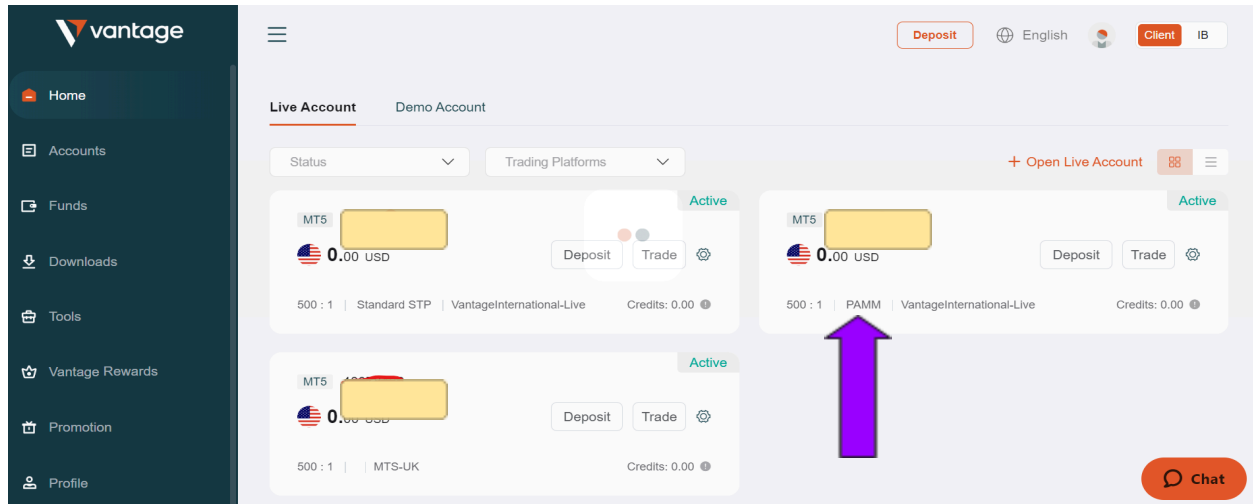 vantage
Deposit English Client IB
Home
Accounts
Funds
Downloads
Tools
Vantage Rewards
Promotion
Profile
Live Account Demo Account
Status Trading Platforms + Open Live Account
Active
MT5
0.00 USD Deposit Trade
500 : 1 | Standard STP | VantageInternational-Live Credits: 0.00
Active
MT5
0.00 USD Deposit Trade
500 : 1 | PAMM | VantageInternational-Live Credits: 0.00
Active
MT5
0.00 USD Deposit Trade
500 : 1 | | MTS-UK Credits: 0.00
Chat